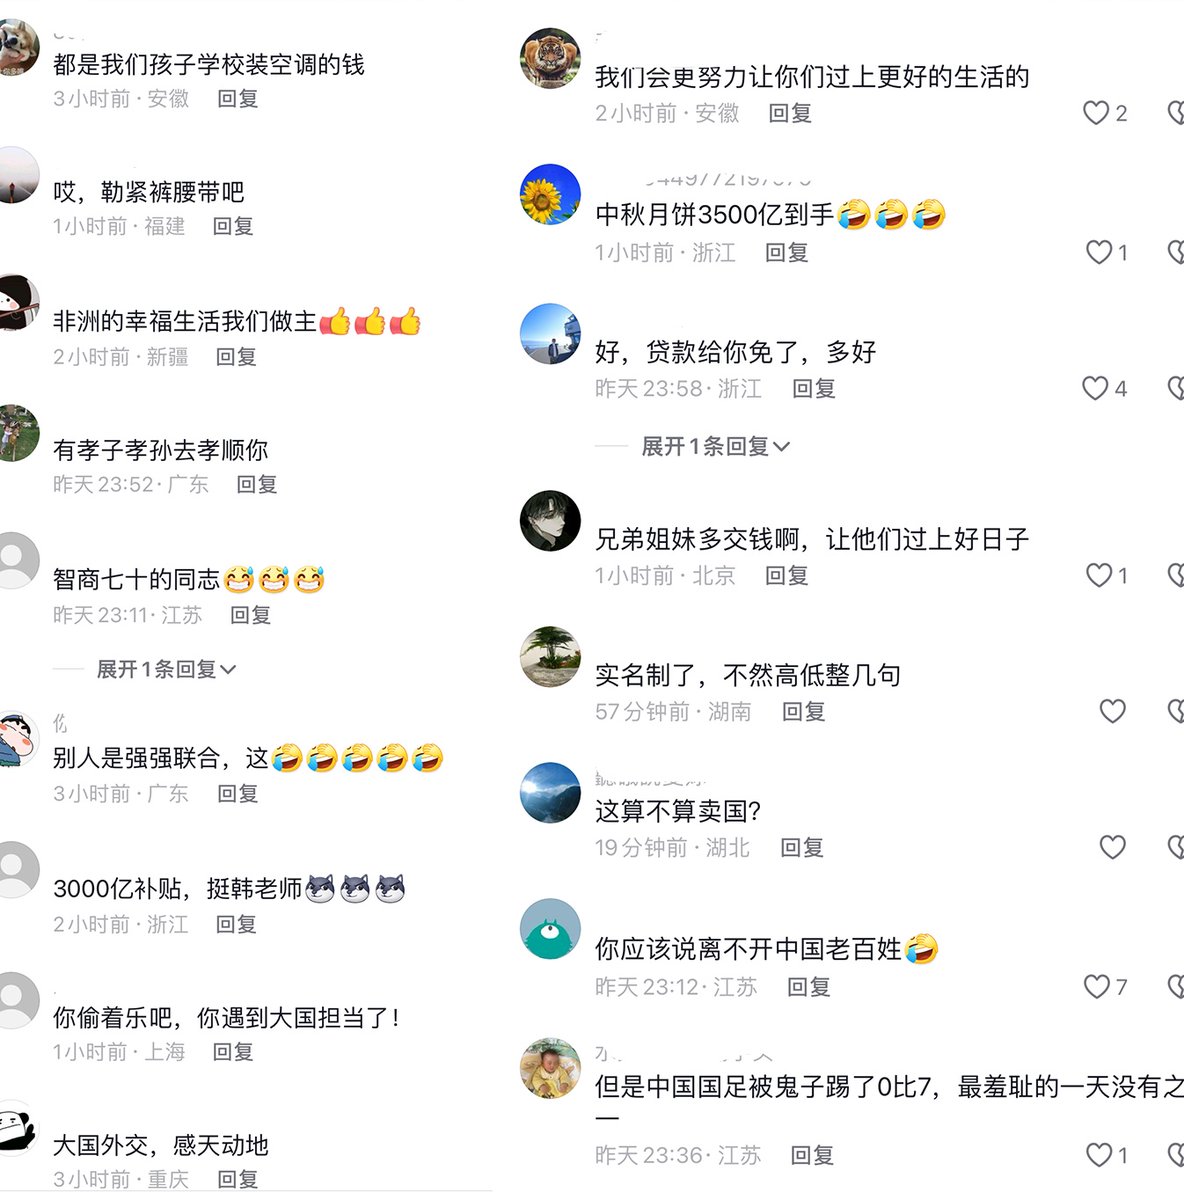 都是我们孩子学校装空调的钱
3小时前·安徽 回复
哎，勒紧裤腰带吧
1小时前·福建 回复
非洲的幸福生活我们做主👍👍👍
2小时前·新疆 回复
有孝子孝孙去孝顺你
昨天23:52·广东 回复
智商七十的同志😅😅😅
昨天23:11·江苏 回复
展开1条回复
别人是强强联合，这🤣🤣🤣🤣🤣
3小时前·广东 回复
3000亿补贴，挺韩老师🐺🐺🐺
2小时前·浙江 回复
你偷着乐吧，你遇到大国担当了！
1小时前·上海 回复
大国外交，感天动地
3小时前·重庆 回复
我们会更努力让你们过上更好的生活的
2小时前·安徽 回复 2
中秋月饼3500亿到手🤣🤣🤣
1小时前·浙江 回复 1
好，贷款给你免了，多好
昨天23:58·浙江 回复 4
展开1条回复
兄弟姐妹多交钱啊，让他们过上好日子
1小时前·北京 回复 1
实名制了，不然高低整几句
57分钟前·湖南 回复
这算不算卖国？
19分钟前·湖北 回复
你应该说离不开中国老百姓🤣
昨天23:12·江苏 回复 7
但是中国国足被鬼子踢了0比7，最羞耻的一天没有之
一
昨天23:36·江苏 回复 1